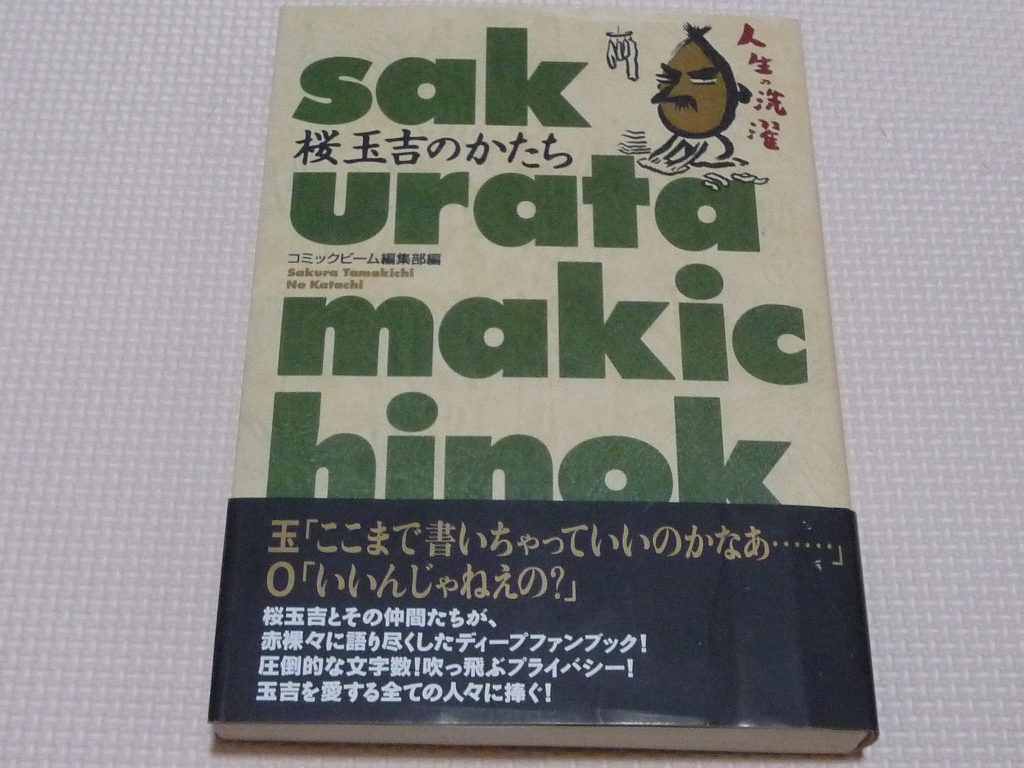 sak
人生の洗濯
桜玉吉のかたち
urata
コミックビーム編集部編
Sakura Tamakichi
No Katachi
makic
hinok
玉「ここまで書いちゃっていいのかなあ……」
O「いいんじゃねえの?」
桜玉吉とその仲間たちが、
赤裸々に語り尽くしたディープファンブック!
圧倒的な文字数!吹っ飛ぶプライバシー!
玉吉を愛する全ての人々に捧ぐ!